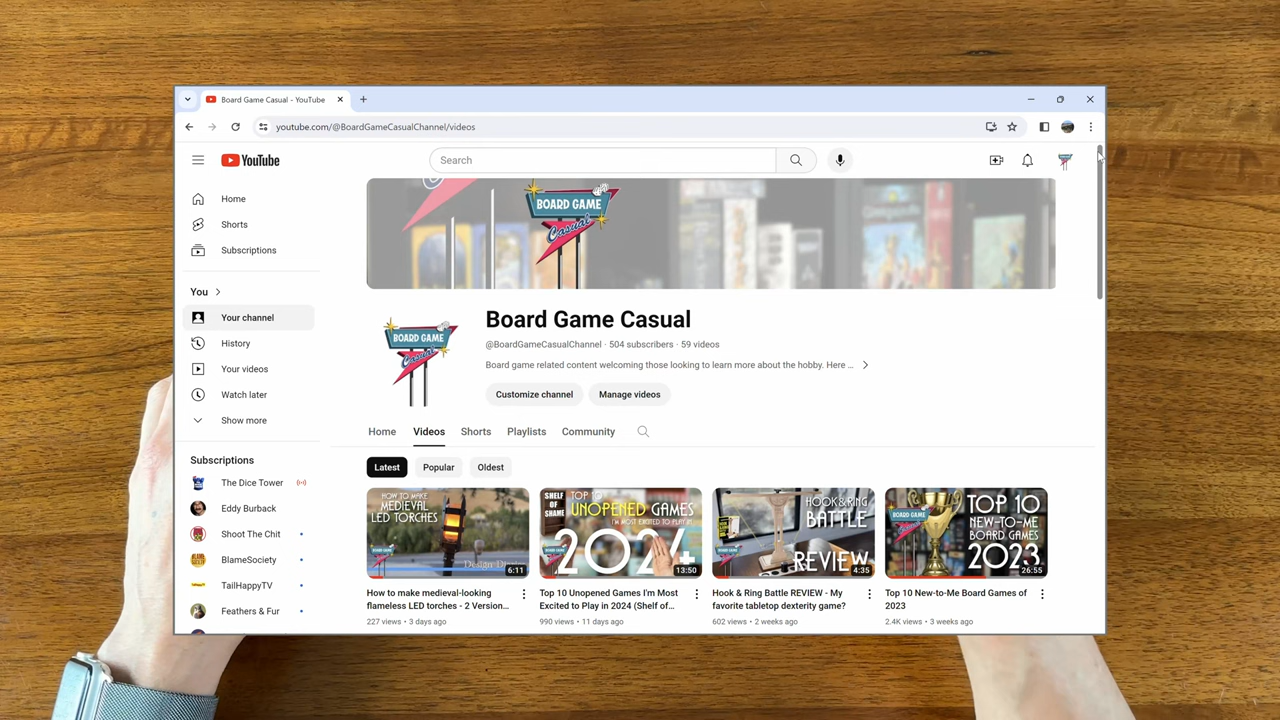 Board Game Casual - YouTube
youtube.com/@BoardGameCasualChannel/videos
YouTube
Search
BOARD GAME
Casual
Home
Shorts
Subscriptions
You
Your channel
History
Your videos
Watch later
Show more
Subscriptions
The Dice Tower
Eddy Burback
Shoot The Chit
BlameSociety
TailHappyTV
Feathers & Fur
BOARD GAME
Casual
Board Game Casual
@BoardGameCasualChannel · 504 subscribers · 59 videos
Board game related content welcoming those looking to learn more about the hobby. Here ...
Customize channel
Manage videos
Home
Videos
Shorts
Playlists
Community
Latest
Popular
Oldest
HOW TO MAKE
MEDIEVAL
LED TORCHES
6:11
How to make medieval-looking
flameless LED torches - 2 Version...
227 views · 3 days ago
SHELF OF SHAME
TOP 10
UNOPENED GAMES
I'M MOST EXCITED TO PLAY IN
2024
13:50
Top 10 Unopened Games I'm Most
Excited to Play in 2024 (Shelf of...
990 views · 11 days ago
HOOK & RING
BATTLE
REVIEW
4:35
Hook & Ring Battle REVIEW - My
favorite tabletop dexterity game?
602 views · 2 weeks ago
TOP 10
NEW-TO-ME
BOARD GAMES
2023
26:55
Top 10 New-to-Me Board Games of
2023
2.4K views · 3 weeks ago